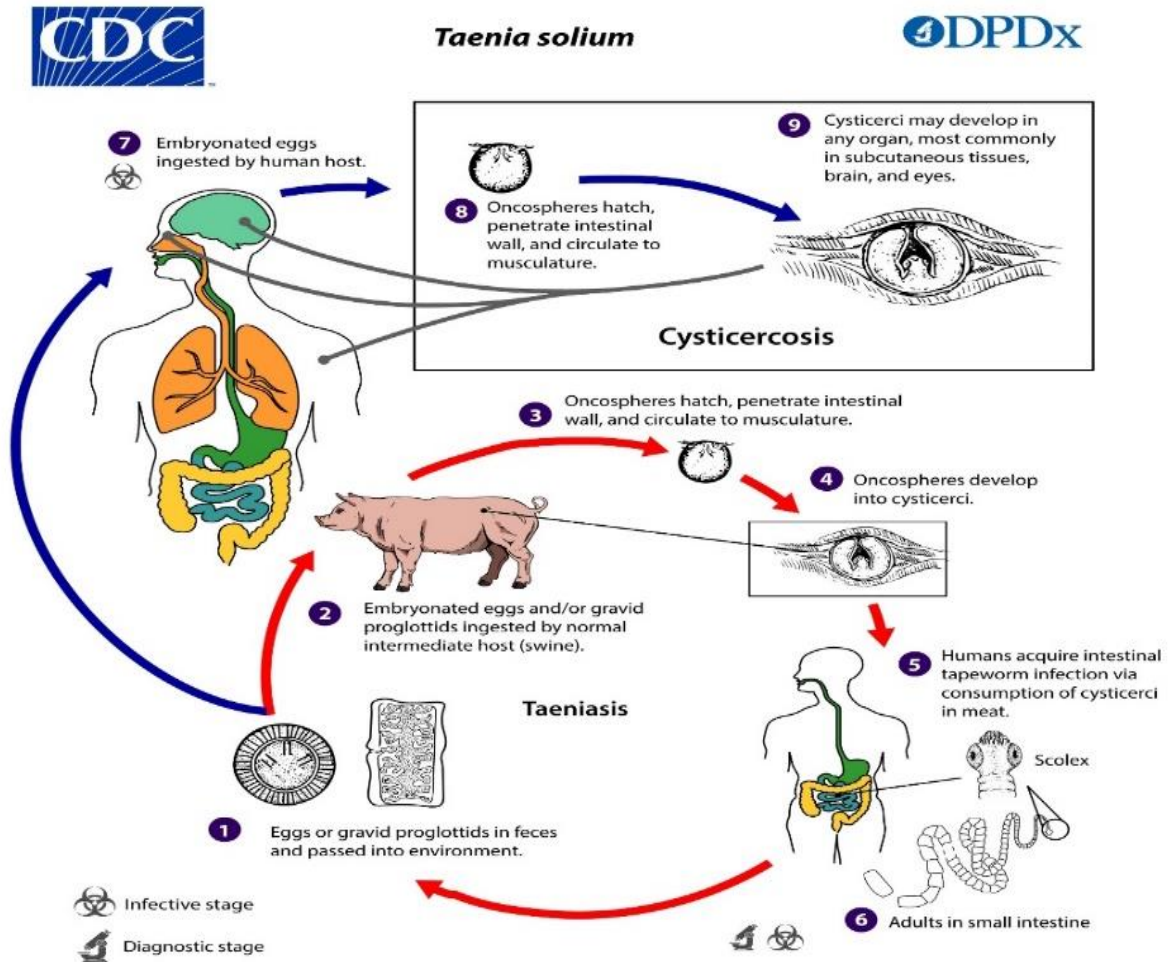 CDC
TM
Taenia solium
DPDx
7 Embryonated eggs
ingested by human host.
8 Oncospheres hatch,
penetrate intestinal
wall, and circulate to
musculature.
9 Cysticerci may develop in
any organ, most commonly
in subcutaneous tissues,
brain, and eyes.
Cysticercosis
3 Oncospheres hatch, penetrate intestinal
wall, and circulate to musculature.
4 Oncospheres develop
into cysticerci.
2 Embryonated eggs and/or gravid
proglottids ingested by normal
intermediate host (swine).
5 Humans acquire intestinal
tapeworm infection via
consumption of cysticerci
in meat.
Taeniasis
Scolex
1 Eggs or gravid proglottids in feces
and passed into environment.
6 Adults in small intestine
Infective stage
Diagnostic stage